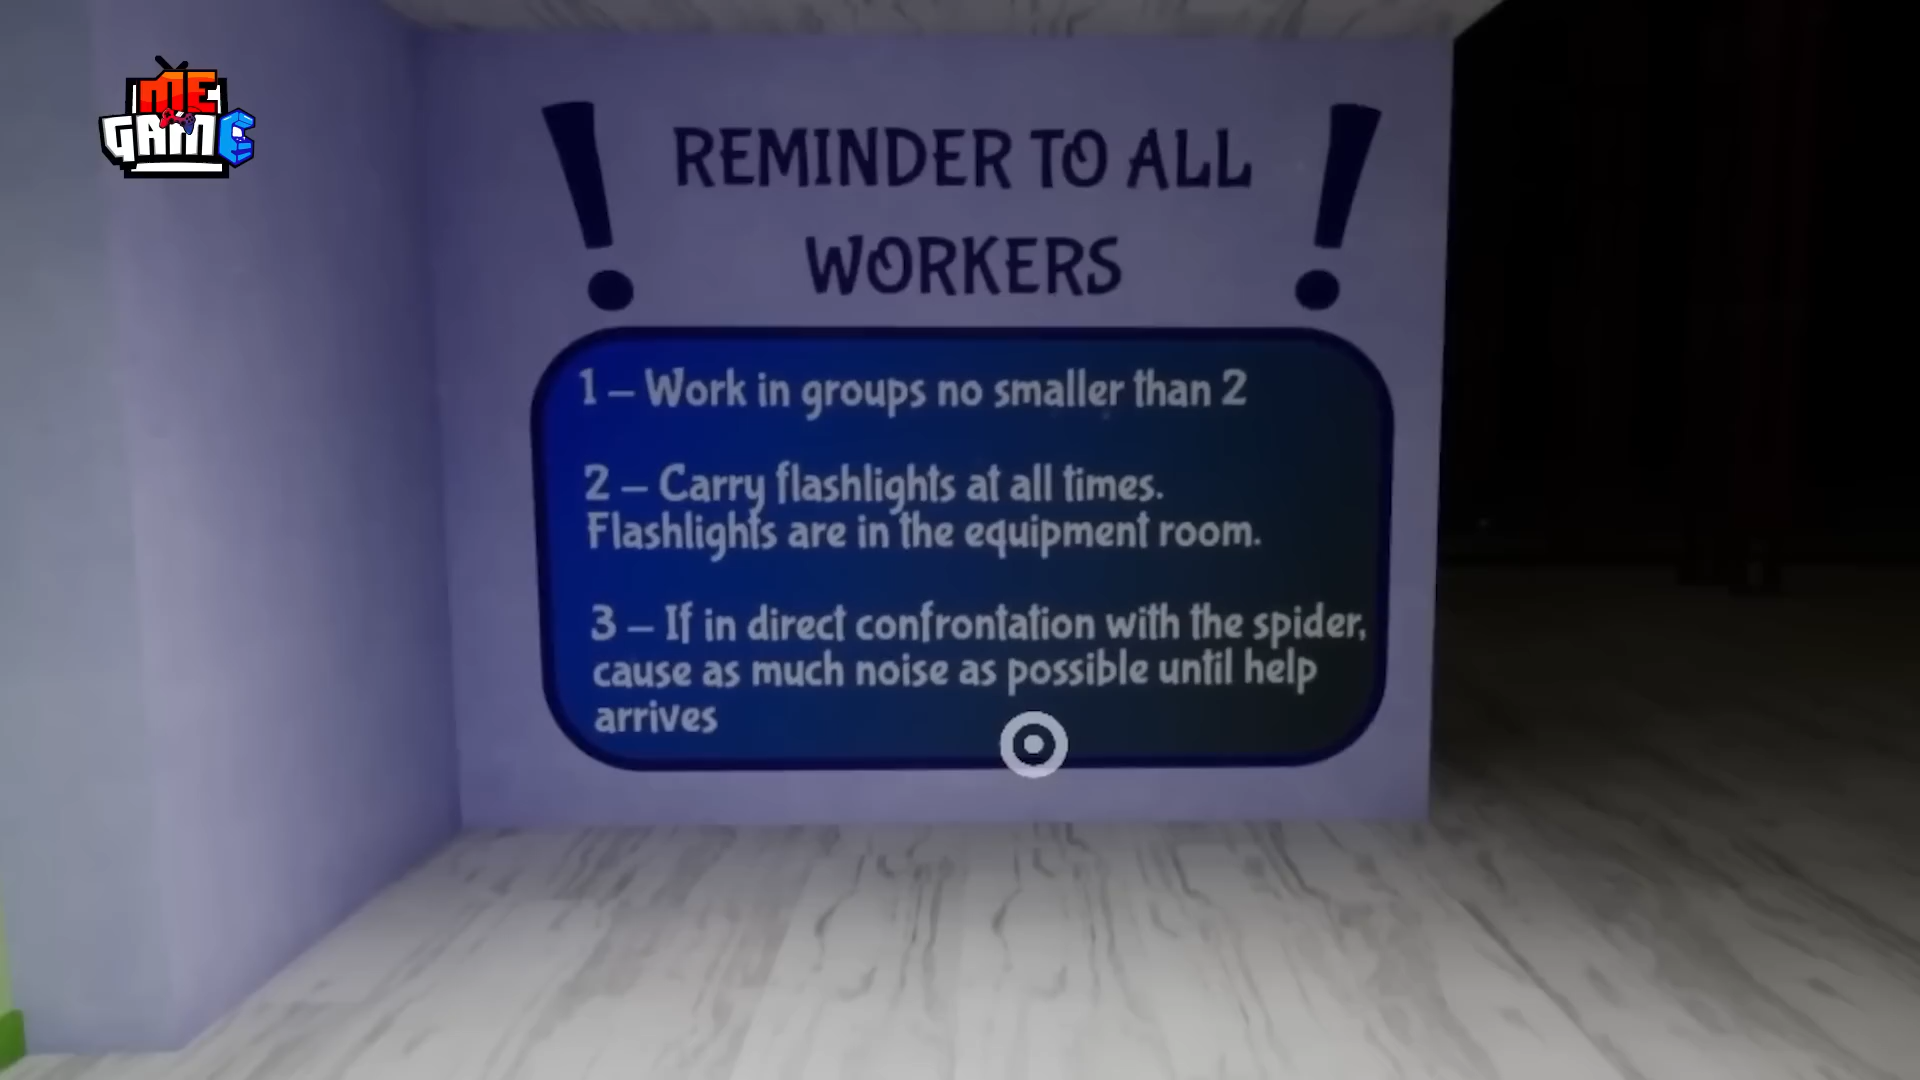 ME
GAME
REMINDER TO ALL
WORKERS
1 – Work in groups no smaller than 2
2 – Carry flashlights at all times.
Flashlights are in the equipment room.
3 – If in direct confrontation with the spider,
cause as much noise as possible until help
arrives